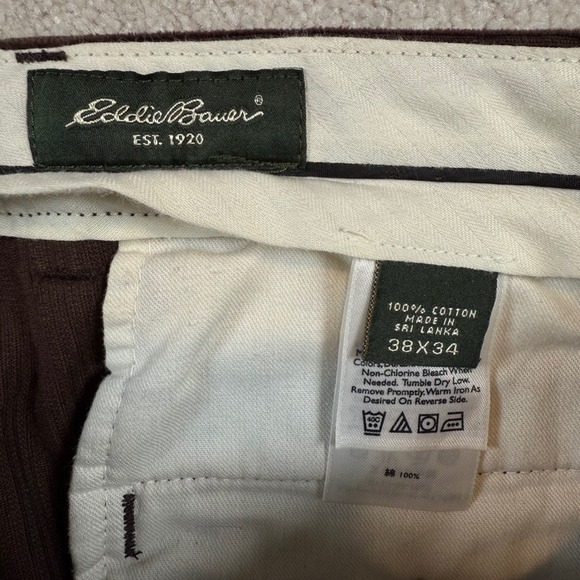 Eddie Bauer®
EST. 1920
100% COTTON
MADE IN
SRI LANKA
38X34
Non-Chlorine Bleach When
Needed. Tumble Dry Low.
Remove Promptly. Warm Iron As
Desired On Reverse Side.
40C
100%